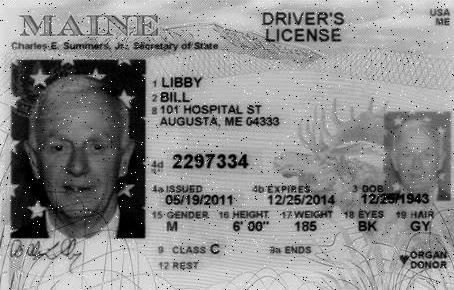 MAINE
DRIVER'S
LICENSE
USA
ME
Charles E. Summers, Jr., Secretary of State
1 LIBBY
2 BILL
8 101 HOSPITAL ST
AUGUSTA, ME 04333
4d 2297334
4a ISSUED 4b EXPIRES 3 DOB
05/19/2011 12/25/2014 12/25/1943
15 GENDER 16 HEIGHT 17 WEIGHT 18 EYES 19 HAIR
M 6' 00" 185 BK GY
9 CLASS C 9a ENDS
12 REST
ORGAN
DONOR